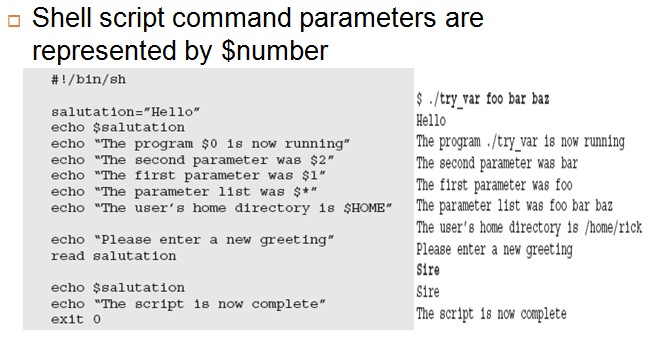 Shell script command parameters are
represented by $number
#!/bin/sh
salutation="Hello"
echo $salutation
echo "The program $0 is now running"
echo "The second parameter was $2"
echo "The first parameter was $1"
echo "The parameter list was $*"
echo "The user's home directory is $HOME"
echo "Please enter a new greeting"
read salutation
echo $salutation
echo "The script is now complete"
exit 0
$ ./try_var foo bar baz
Hello
The program ./try_var is now running
The second parameter was bar
The first parameter was foo
The parameter list was foo bar baz
The user's home directory is /home/rick
Please enter a new greeting
Sire
Sire
The script is now complete